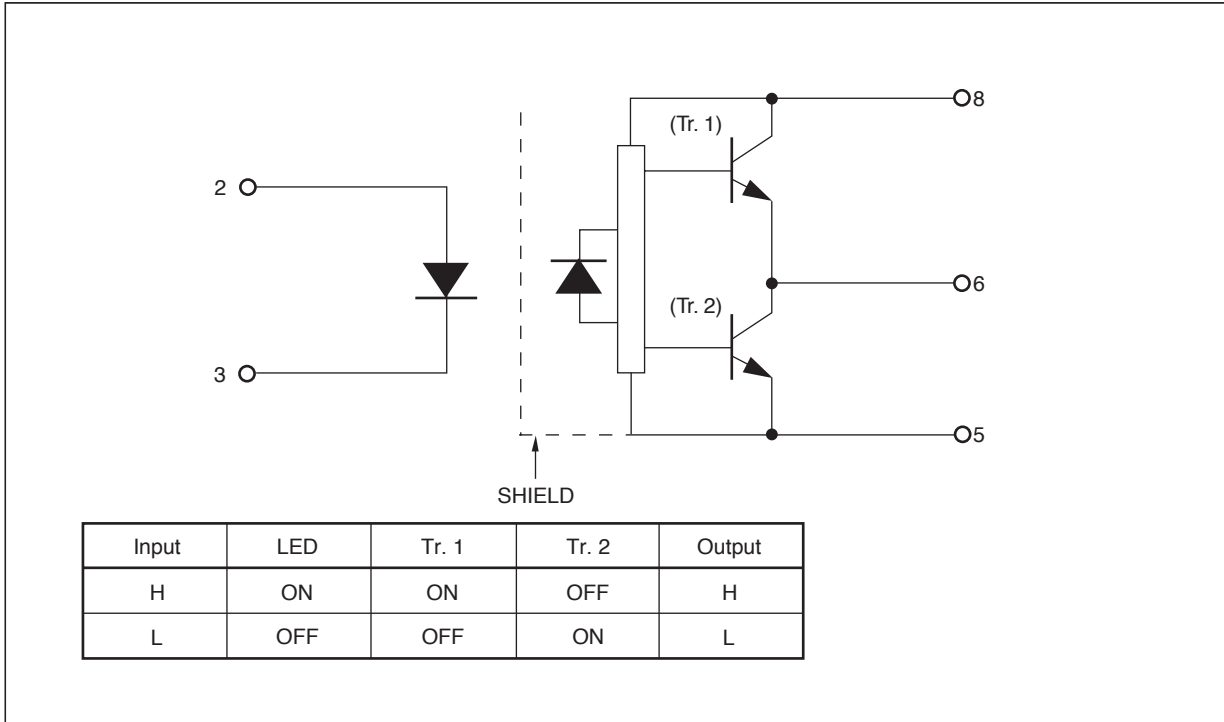 8
(Tr. 1)
2
6
(Tr. 2)
3
5
SHIELD
Input LED Tr. 1 Tr. 2 Output
H ON ON OFF H
L OFF OFF ON L